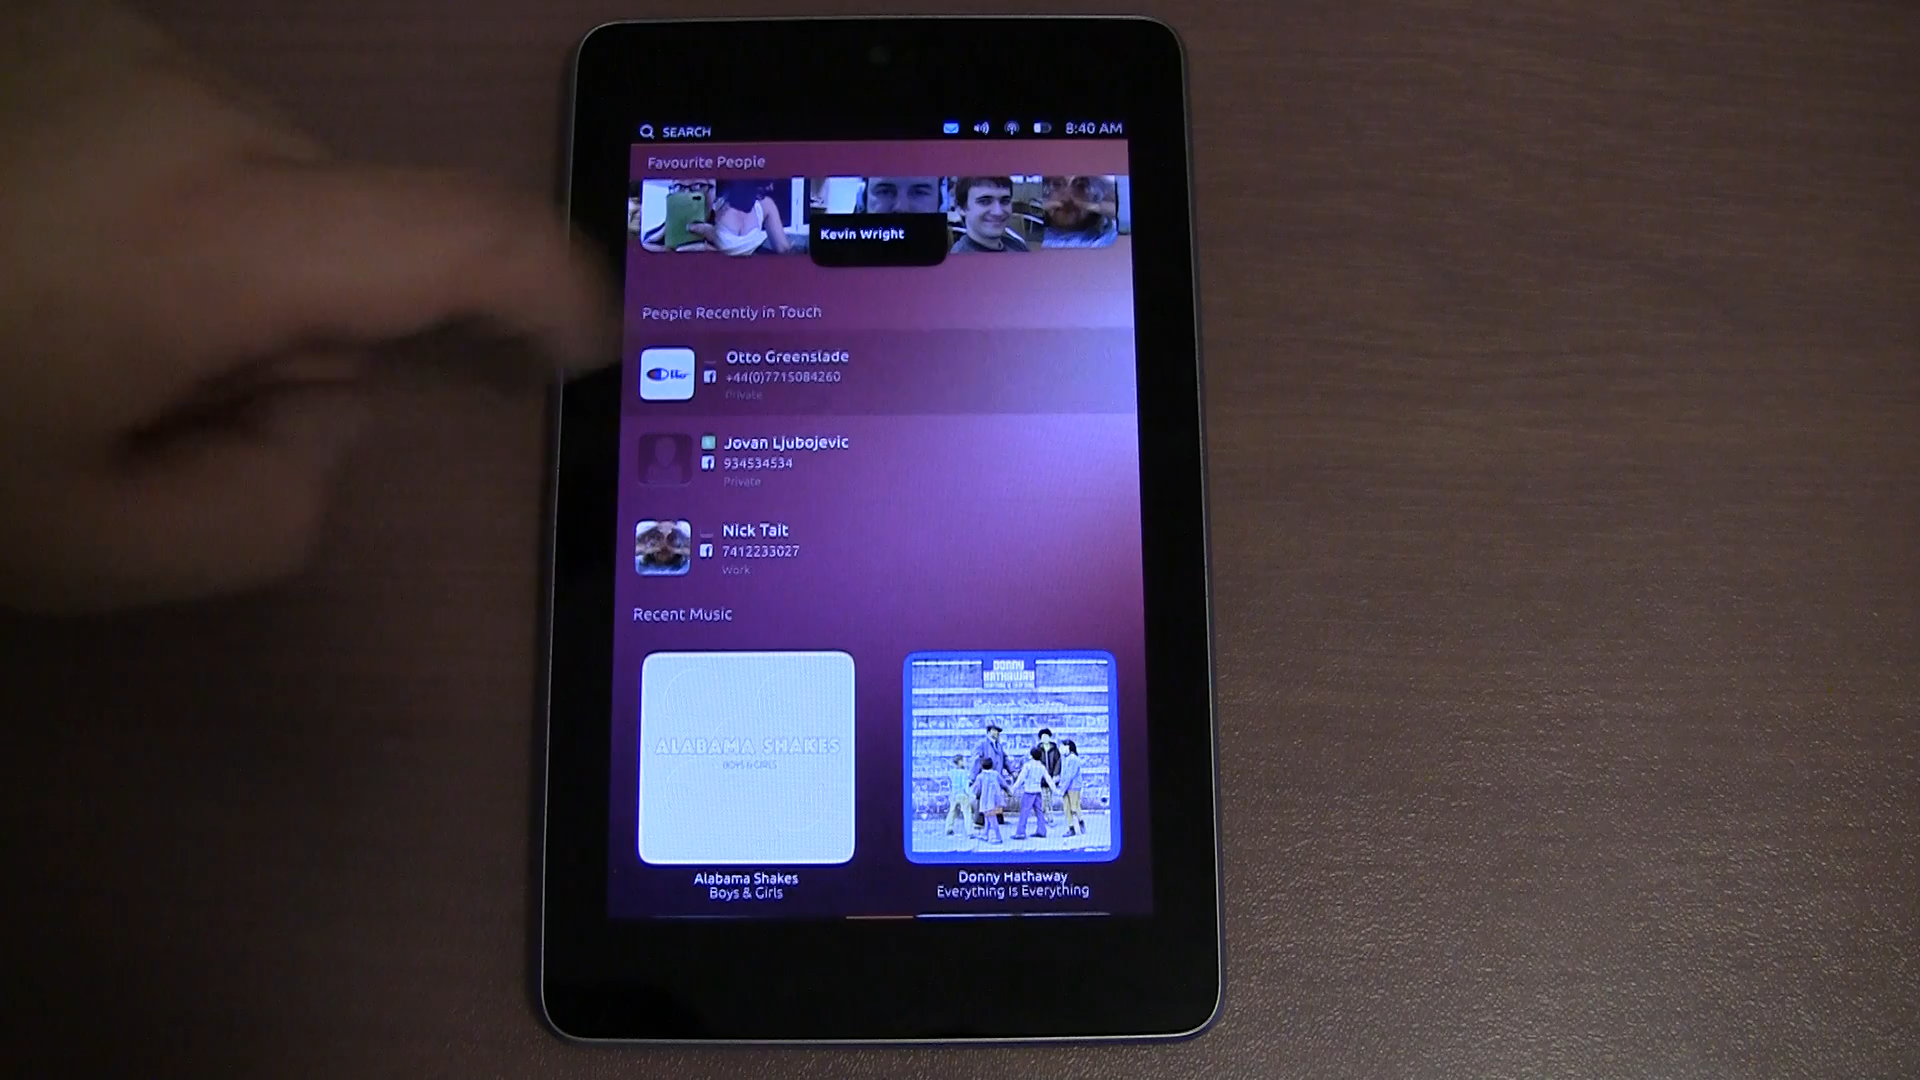 SEARCH
8:40 AM
Favourite People
Kevin Wright
People Recently in Touch
Otto Greenslade
+44(0)7715084260
Private
Jovan Ljubojevic
934534534
Private
Nick Tait
7412233027
Work
Recent Music
ALABAMA SHAKES
BOYS & GIRLS
DONNY
HATHAWAY
Alabama Shakes
Boys & Girls
Donny Hathaway
Everything Is Everything